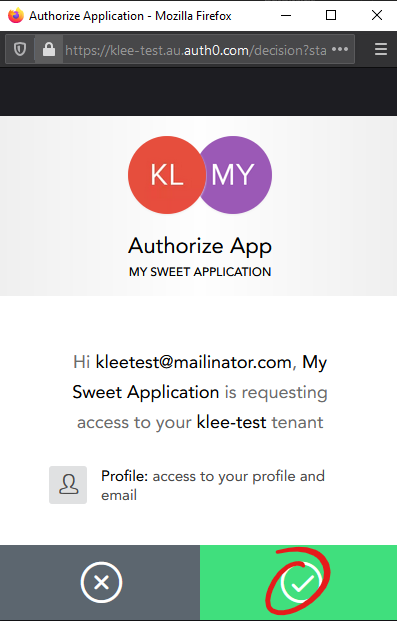 Authorize Application - Mozilla Firefox
https://klee-test.au.auth0.com/decision?sta
KL MY
Authorize App
MY SWEET APPLICATION
Hi kleetest@mailinator.com, My
Sweet Application is requesting
access to your klee-test tenant
Profile: access to your profile and
email